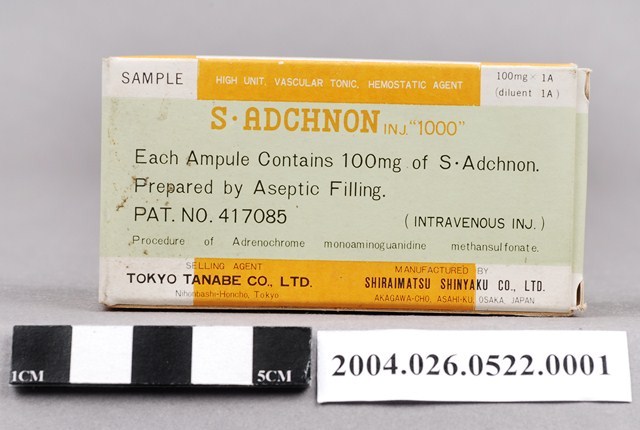 SAMPLE
HIGH UNIT, VASCULAR TONIC, HEMOSTATIC AGENT
100mg × 1A
(diluent 1A)
S·ADCHNON INJ. "1000"
Each Ampule Contains 100mg of S·Adchnon.
Prepared by Aseptic Filling.
PAT. NO. 417085 (INTRAVENOUS INJ.)
Procedure of Adrenochrome monoaminoguanidine methansulfonate.
SELLING AGENT
TOKYO TANABE CO., LTD.
Nihonbashi-Honcho, Tokyo
MANUFACTURED BY
SHIRAIMATSU SHINYAKU CO., LTD.
AKAGAWA-CHO, ASAHI-KU, OSAKA, JAPAN
1CM 5CM
2004.026.0522.0001